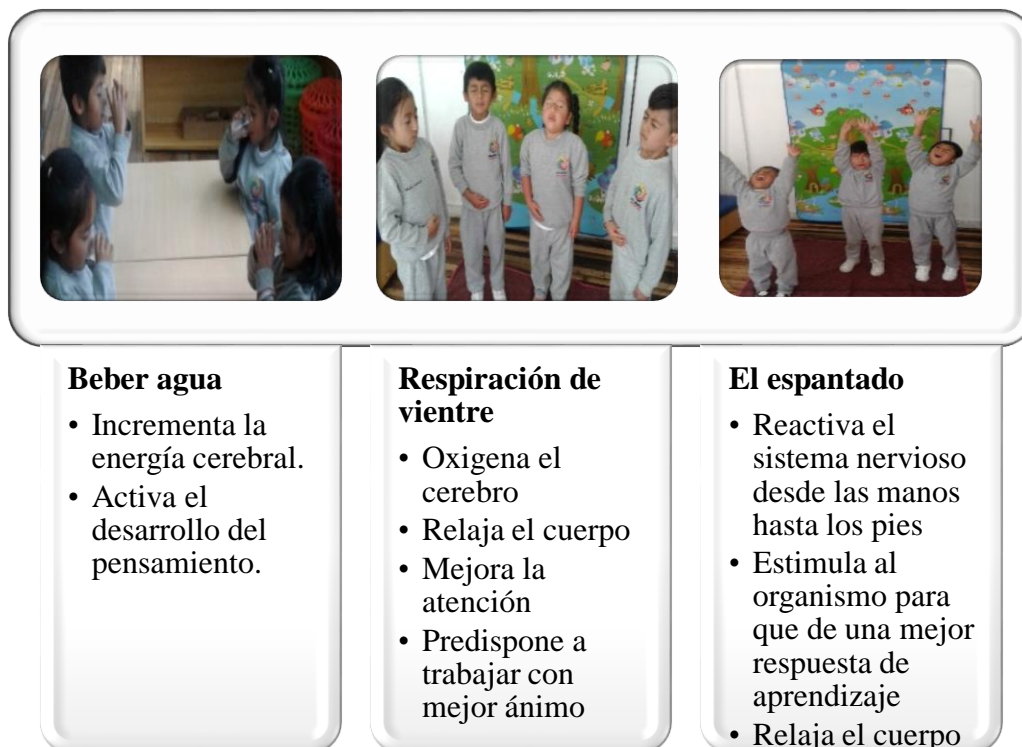 Beber agua
• Incrementa la
energía cerebral.
• Activa el
desarrollo del
pensamiento.
Respiración de
vientre
• Oxigena el
cerebro
• Relaja el cuerpo
• Mejora la
atención
• Predispone a
trabajar con
mejor ánimo
El espantado
• Reactiva el
sistema nervioso
desde las manos
hasta los pies
• Estimula al
organismo para
que de una mejor
respuesta de
aprendizaje
• Relaja el cuerpo